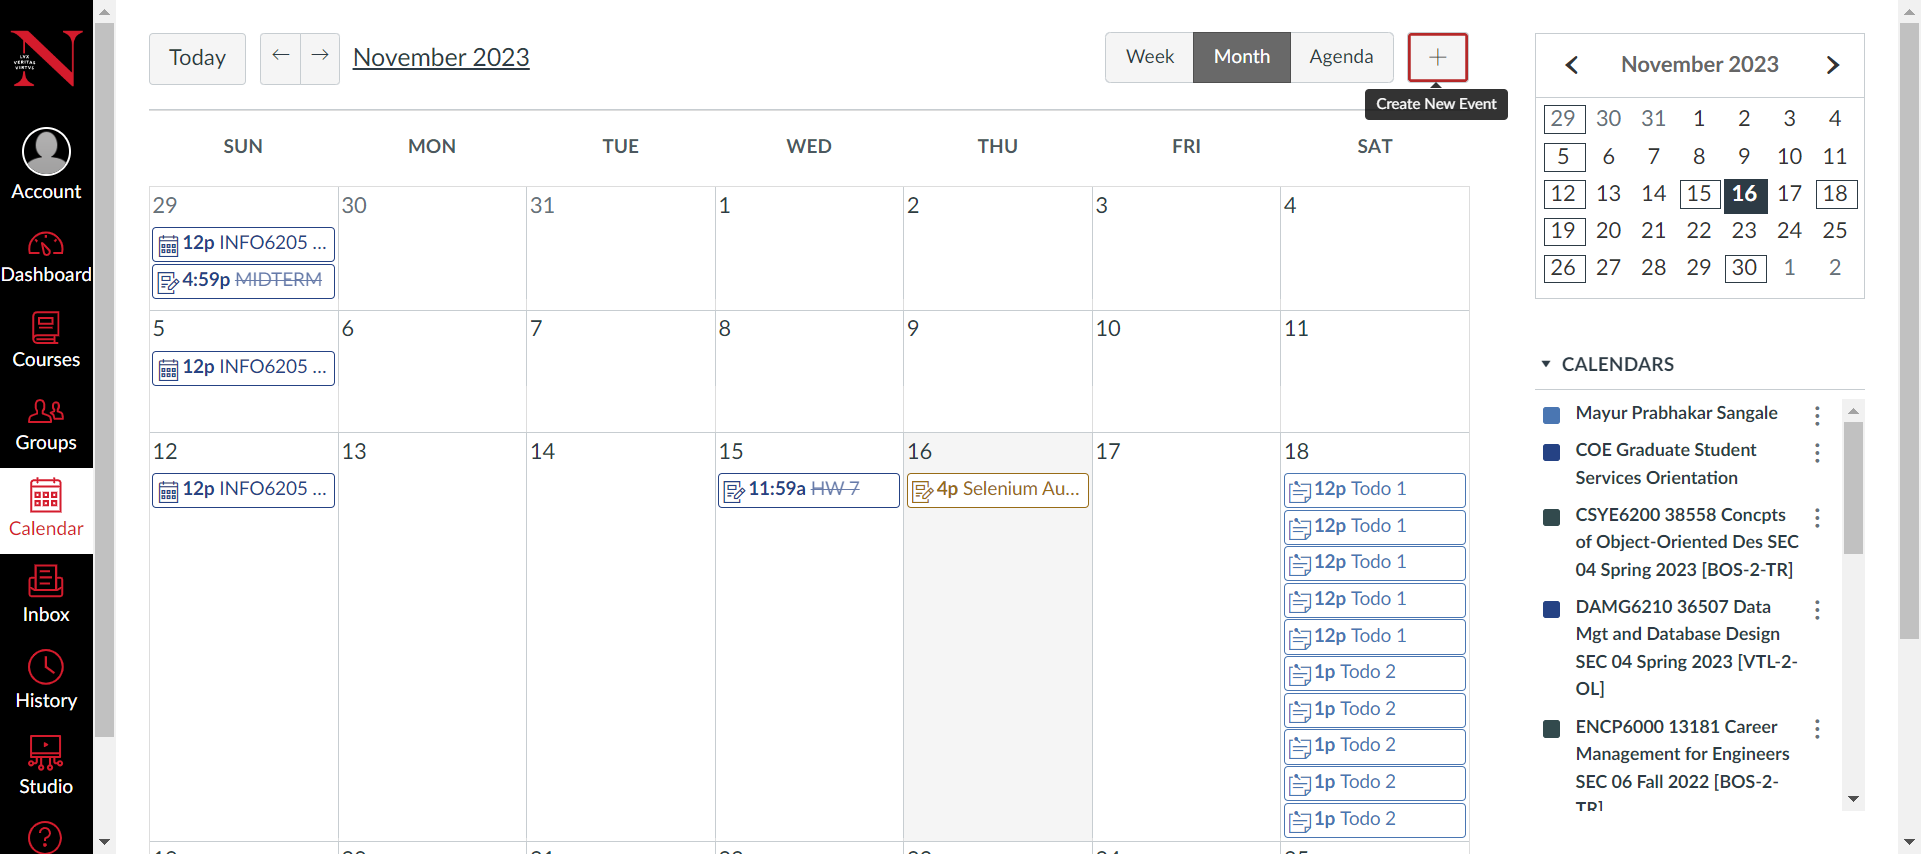 LVX
VERITAS
VIRTVS
Account
Dashboard
Courses
Groups
Calendar
Inbox
History
Studio
Today
November 2023
Week Month Agenda
Create New Event
SUN MON TUE WED THU FRI SAT
29 30 31 1 2 3 4
12p INFO6205 ...
4:59p MIDTERM
5 6 7 8 9 10 11
12p INFO6205 ...
12 13 14 15 16 17 18
12p INFO6205 ...
11:59a HW 7
4p Selenium Au...
12p Todo 1
12p Todo 1
12p Todo 1
12p Todo 1
12p Todo 1
1p Todo 2
1p Todo 2
1p Todo 2
1p Todo 2
1p Todo 2
November 2023
29 30 31 1 2 3 4
5 6 7 8 9 10 11
12 13 14 15 16 17 18
19 20 21 22 23 24 25
26 27 28 29 30 1 2
CALENDARS
Mayur Prabhakar Sangale
COE Graduate Student
Services Orientation
CSYE6200 38558 Concpts
of Object-Oriented Des SEC
04 Spring 2023 [BOS-2-TR]
DAMG6210 36507 Data
Mgt and Database Design
SEC 04 Spring 2023 [VTL-2-
OL]
ENCP6000 13181 Career
Management for Engineers
SEC 06 Fall 2022 [BOS-2-
TR]